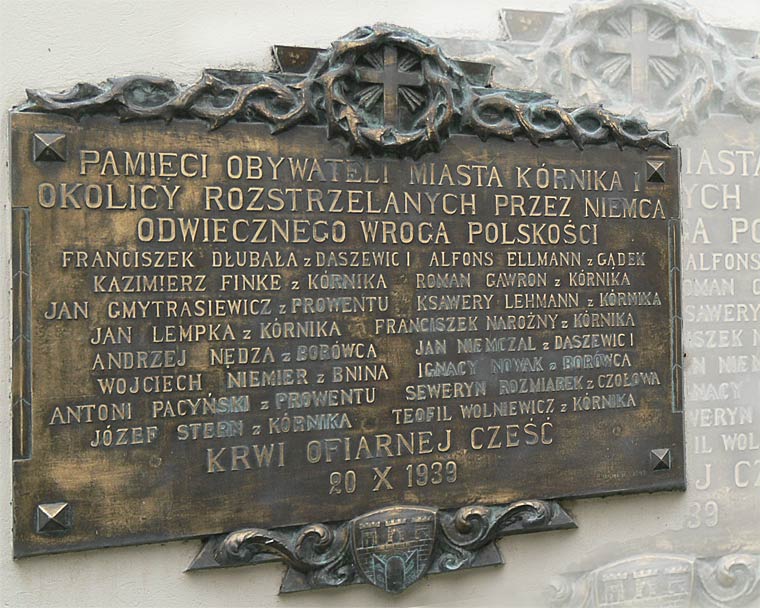 PAMIECI OBYWATELI MIASTA KÓRNIKA I
OKOLICY ROZSTRZELANYCH PRZEZ NIEMCA
ODWIECZNEGO WROGA POLSKOŚCI
FRANCISZEK DŁUBAŁA z DASZEWIC I ALFONS ELLMANN z GĄDEK
KAZIMIERZ FINKE z KÓRNIKA ROMAN GAWRON z KÓRNIKA
JAN GMYTRASIEWICZ z PROWENTU KSAWERY LEHMANN z KÓRNIKA
JAN LEMPKA z KÓRNIKA FRANCISZEK NAROŻNY z KÓRNIKA
ANDRZEJ NĘDZA z BORÓWCA JAN NIEMCZAL z DASZEWIC I
WOJCIECH NIEMIER z BNINA IGNACY NOWAK z BORÓWCA
ANTONI PACYŃSKI z PROWENTU SEWERYN ROZMIAREK z CZOŁOWA
JÓZEF STERN z KÓRNIKA TEOFIL WOLNIEWICZ z KÓRNIKA
KRWI OFIARNEJ CZEŚĆ
20 X 1939